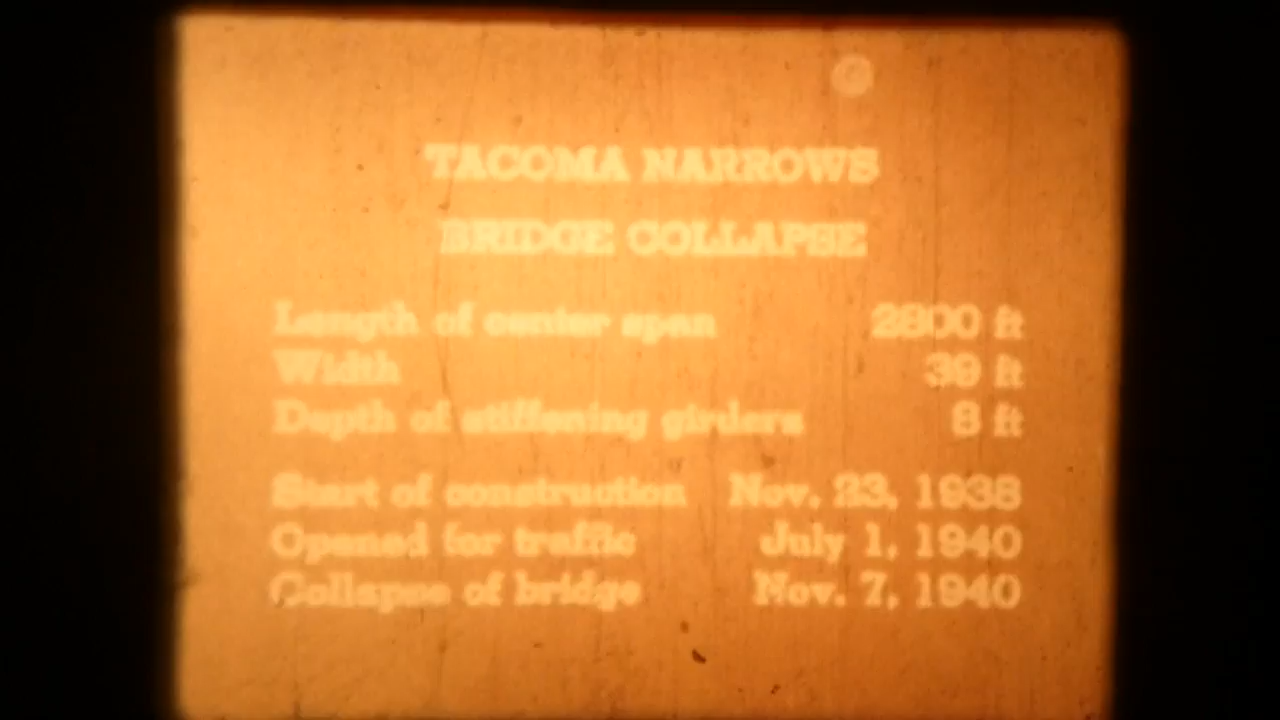 TACOMA NARROWS
BRIDGE COLLAPSE
Length of center span 2800 ft
Width 39 ft
Depth of stiffening girders 8 ft
Start of construction Nov. 23, 1938
Opened for traffic July 1, 1940
Collapse of bridge Nov. 7, 1940